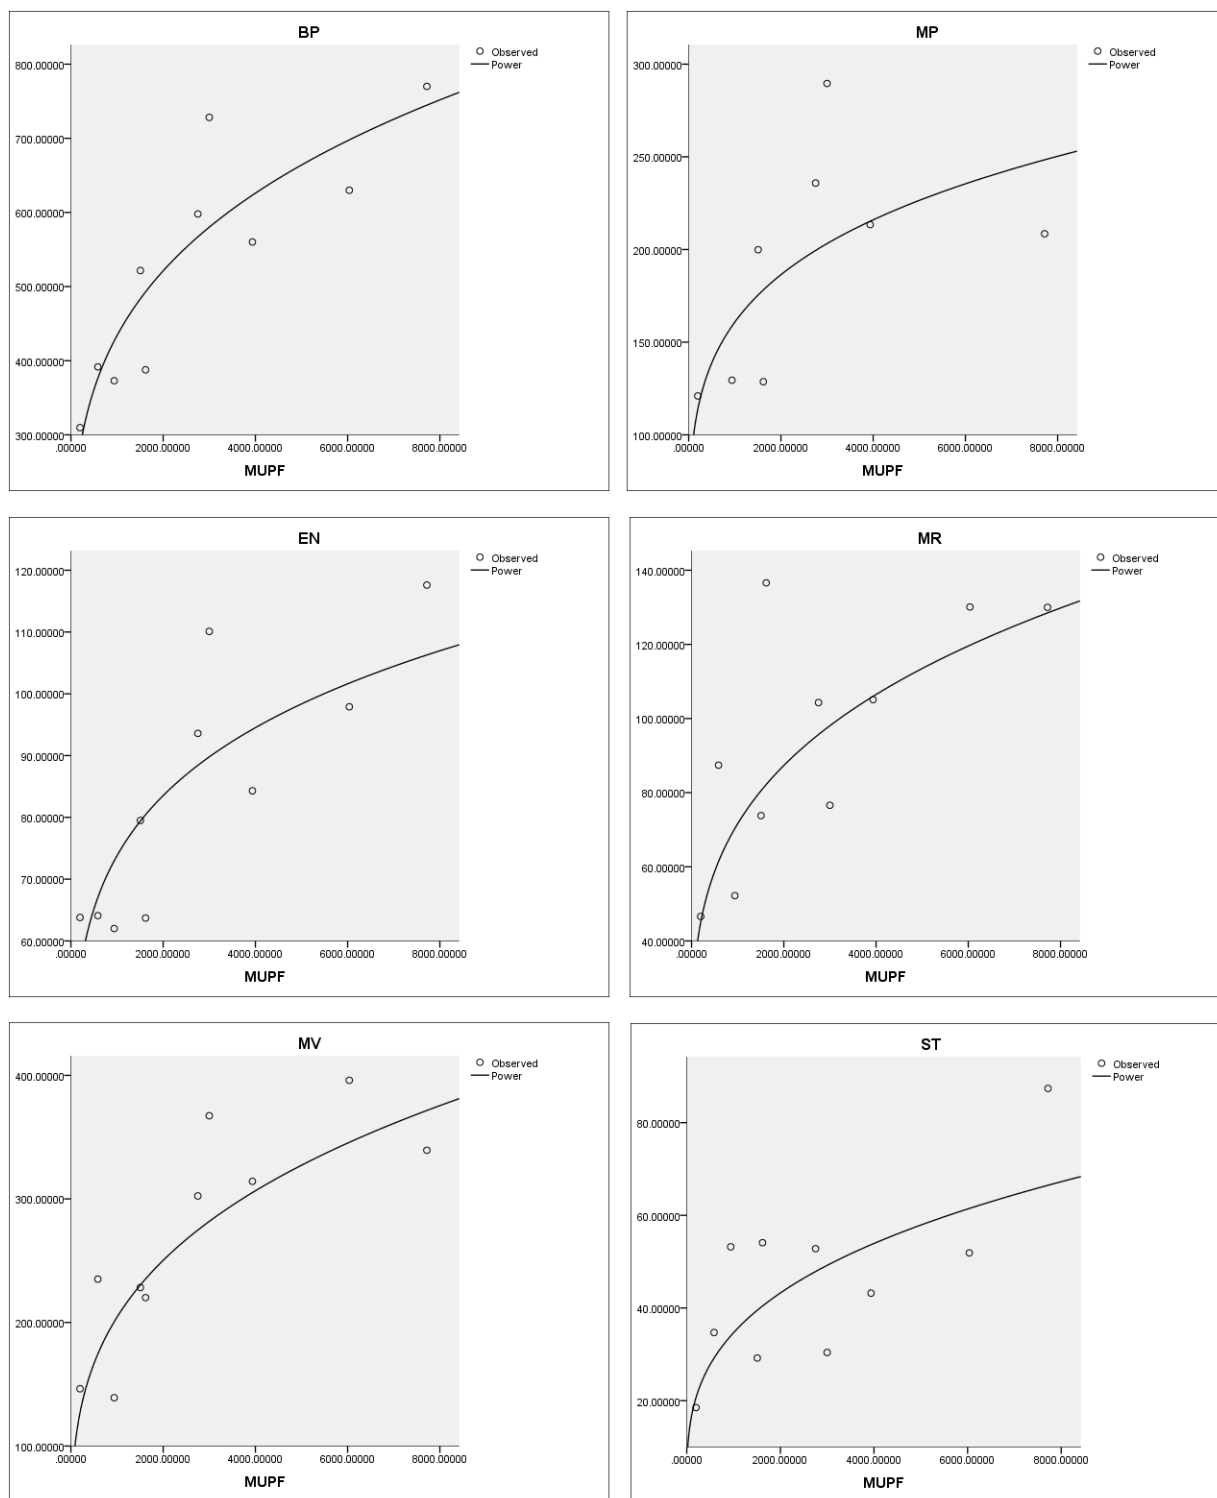 BP
Observed
Power
800.00000
700.00000
600.00000
500.00000
400.00000
300.00000
.00000 2000.00000 4000.00000 6000.00000 8000.00000
MUPF
MP
Observed
Power
300.00000
250.00000
200.00000
150.00000
100.00000
.00000 2000.00000 4000.00000 6000.00000 8000.00000
MUPF
EN
Observed
Power
120.00000
110.00000
100.00000
90.00000
80.00000
70.00000
60.00000
.00000 2000.00000 4000.00000 6000.00000 8000.00000
MUPF
MR
Observed
Power
140.00000
120.00000
100.00000
80.00000
60.00000
40.00000
.00000 2000.00000 4000.00000 6000.00000 8000.00000
MUPF
MV
Observed
Power
400.00000
300.00000
200.00000
100.00000
.00000 2000.00000 4000.00000 6000.00000 8000.00000
MUPF
ST
Observed
Power
80.00000
60.00000
40.00000
20.00000
.00000 2000.00000 4000.00000 6000.00000 8000.00000
MUPF